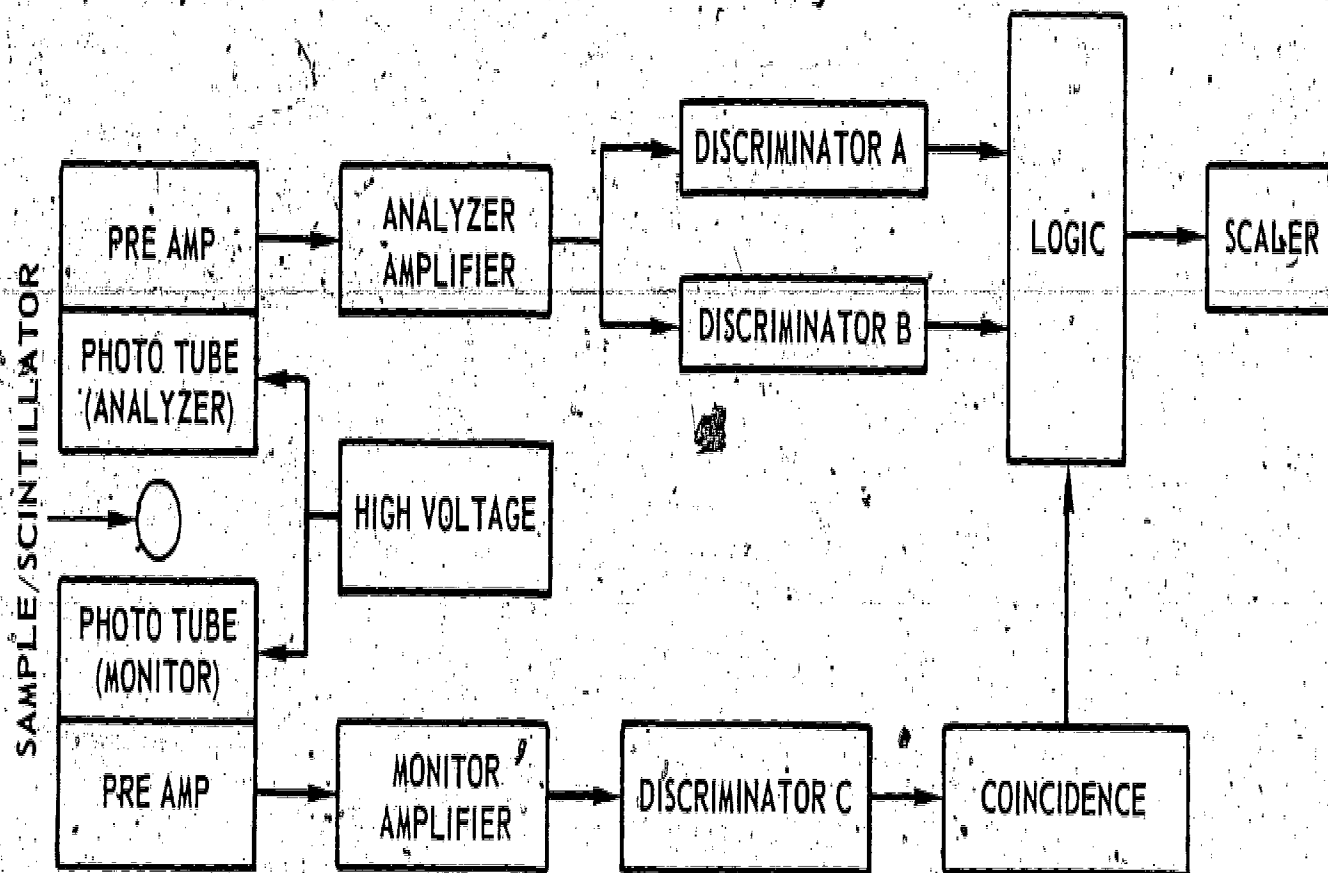 DISCRIMINATOR A
PRE AMP
ANALYZER
AMPLIFIER
LOGIC
SCALER
DISCRIMINATOR B
PHOTO TUBE
(ANALYZER)
SAMPLE/SCINTILLATOR
HIGH VOLTAGE
PHOTO TUBE
(MONITOR)
PRE AMP
MONITOR
AMPLIFIER
DISCRIMINATOR C
COINCIDENCE